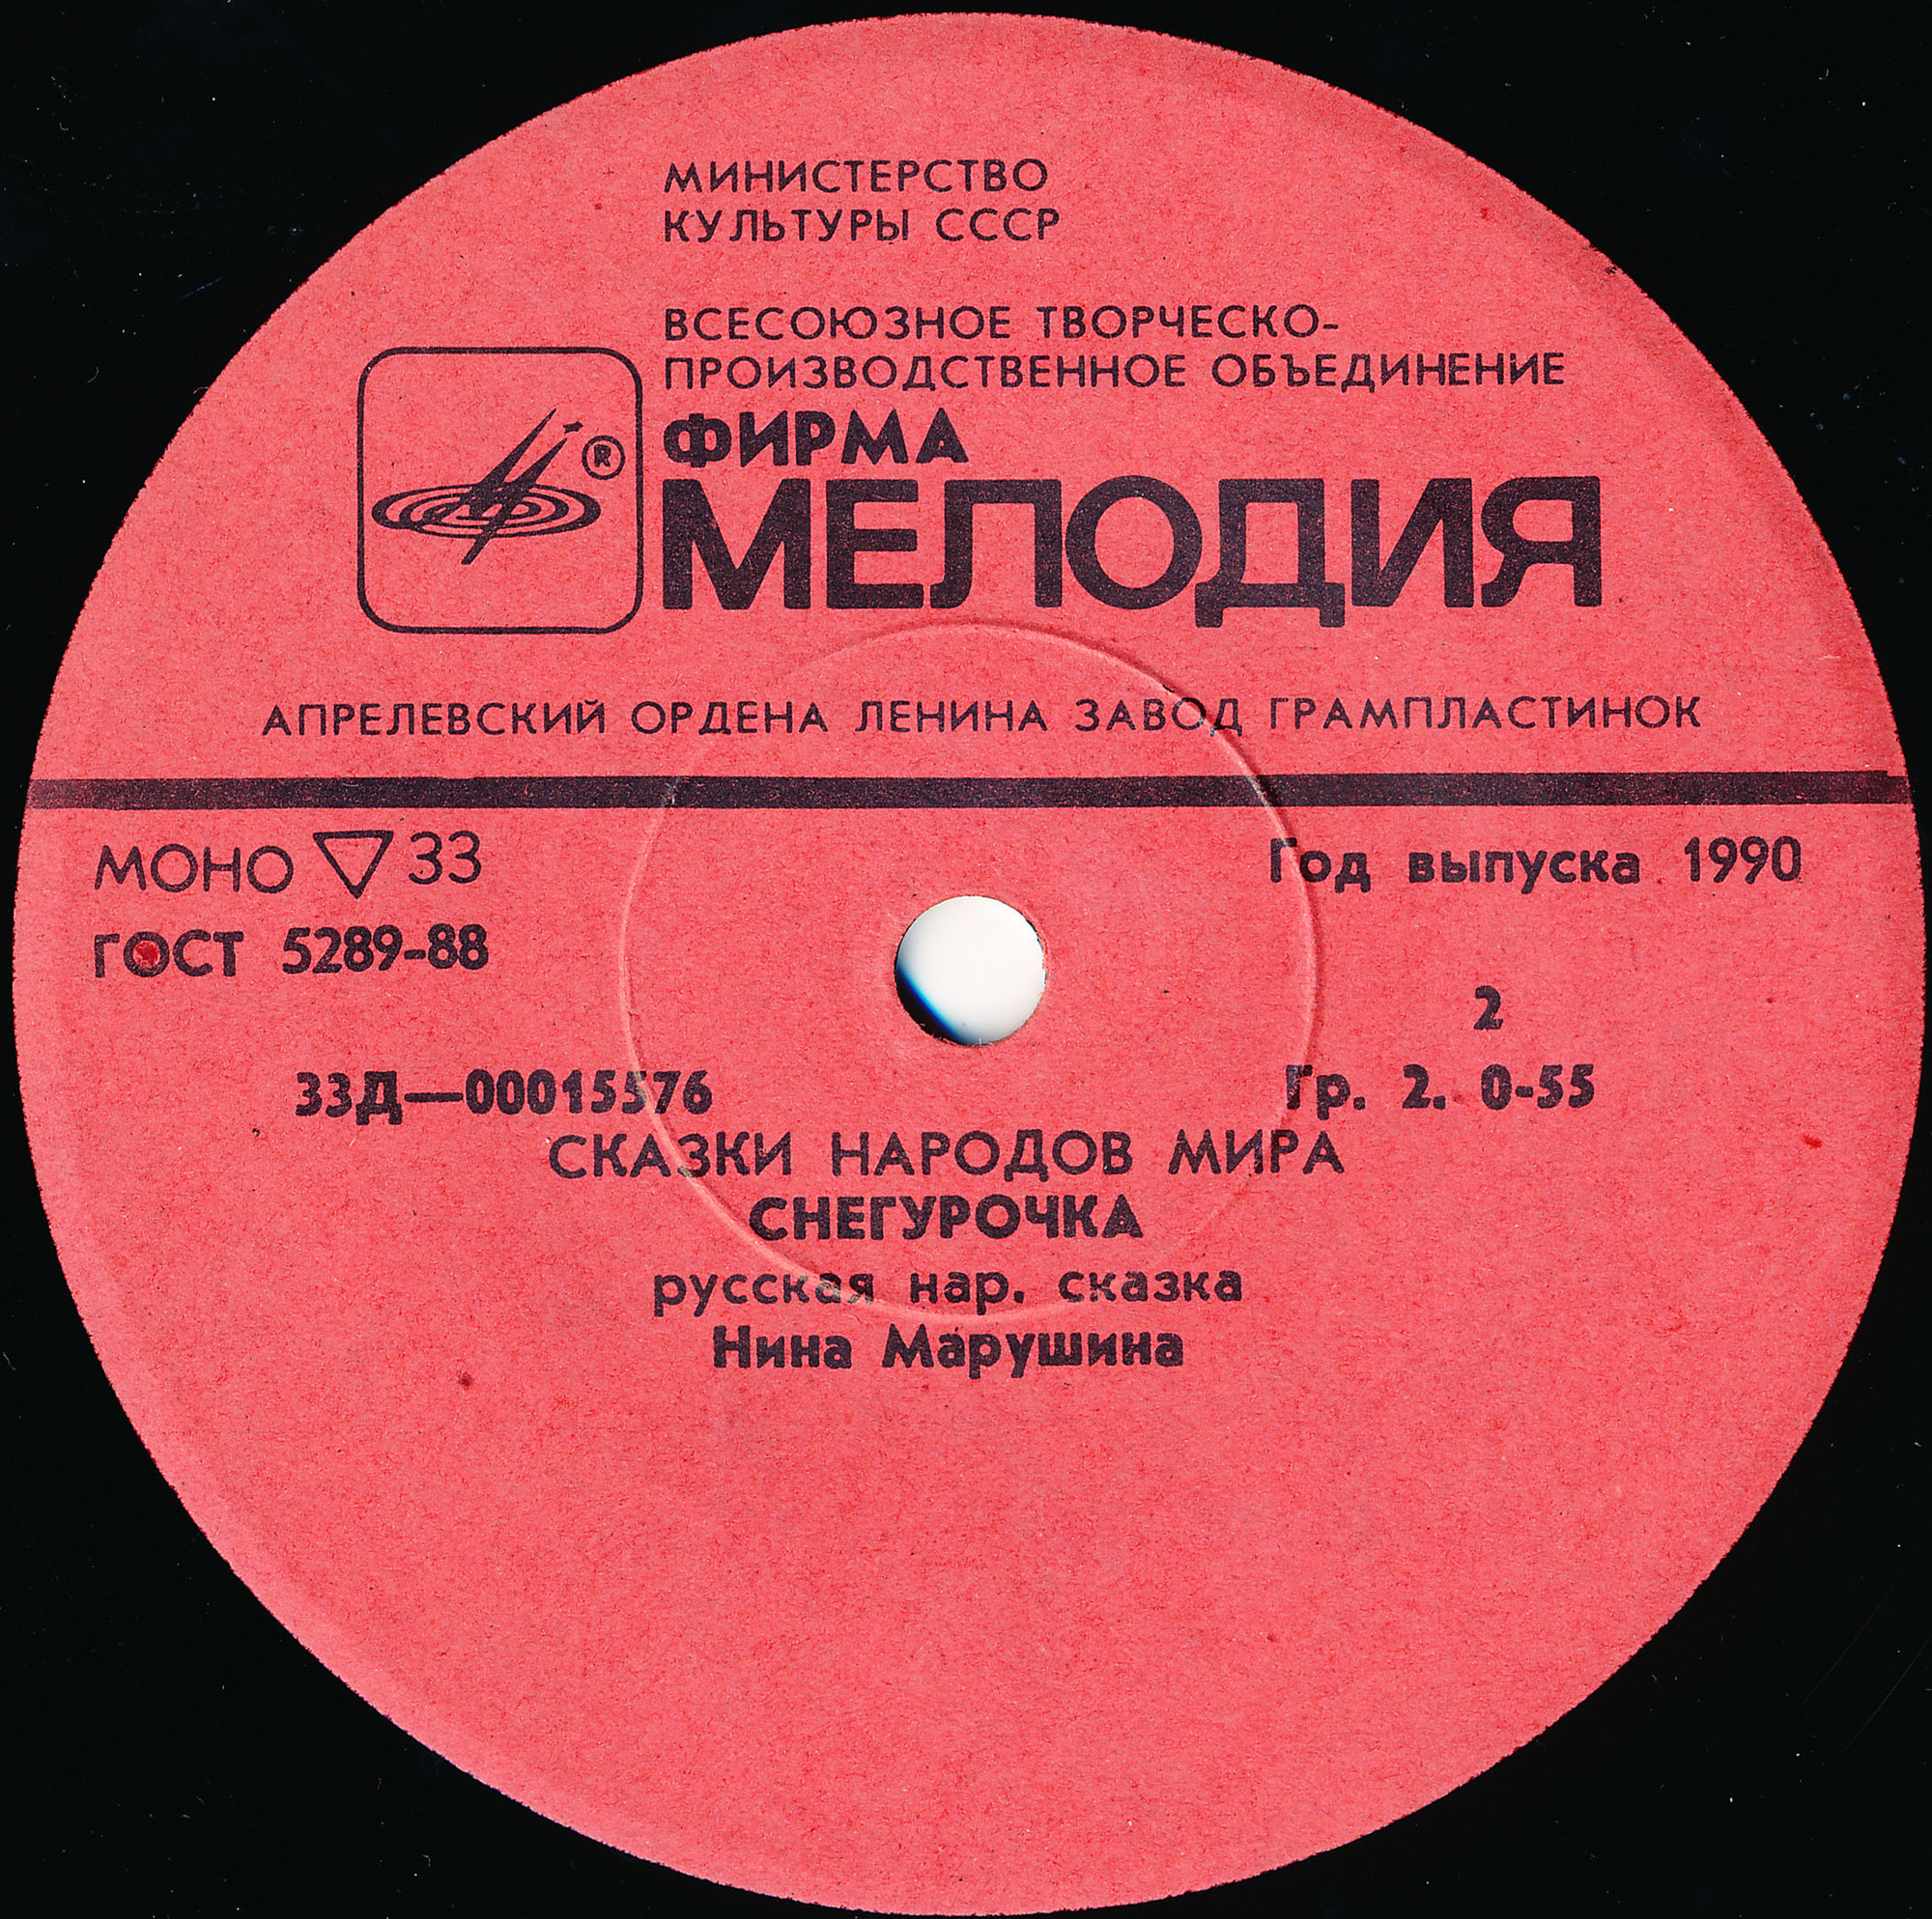 МИНИСТЕРСТВО
КУЛЬТУРЫ СССР
ВСЕСОЮЗНОЕ ТВОРЧЕСКО-
ПРОИЗВОДСТВЕННОЕ ОБЪЕДИНЕНИЕ
ФИРМА
®
МЕЛОДИЯ
АПРЕЛЕВСКИЙ ОРДЕНА ЛЕНИНА ЗАВОД ГРАМПЛАСТИНОК
МОНО ▽ 33
Год выпуска 1990
ГОСТ 5289-88
2
33Д—00015576
Гр. 2. 0-55
СКАЗКИ НАРОДОВ МИРА
СНЕГУРОЧКА
русская нар. сказка
Нина Марушина